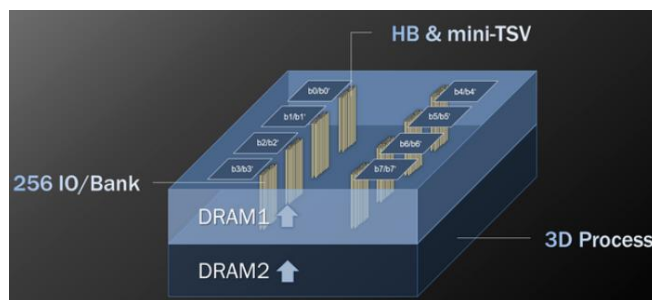 HB & mini-TSV
b0/b0'
b4/b4'
b1/b1'
b5/b5'
b2/b2'
b6/b6'
b3/b3'
b7/b7'
256 IO/Bank
DRAM1
3D Process
DRAM2